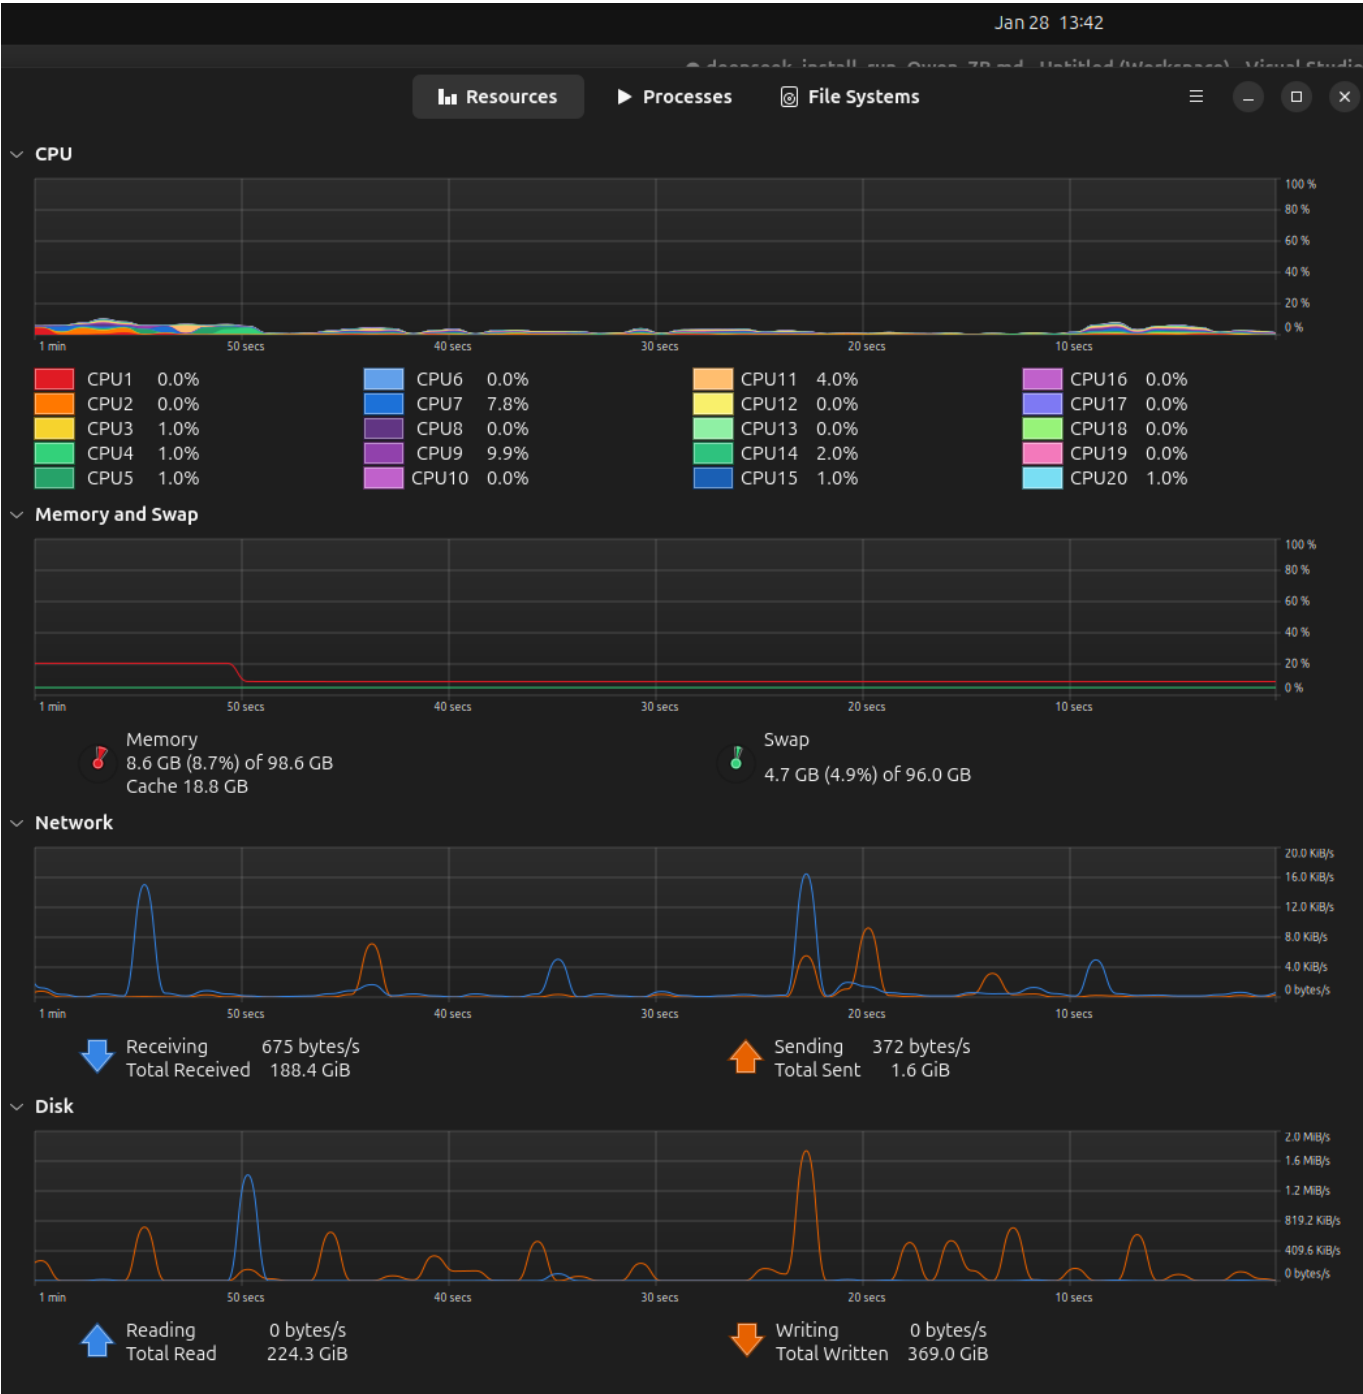 Jan 28 13:42
deepseek_install_run_Qwen_7B.md - Untitled (Workspace) - Visual Studio
Resources Processes File Systems
CPU
100 %
80 %
60 %
40 %
20 %
0 %
1 min 50 secs 40 secs 30 secs 20 secs 10 secs
CPU1 0.0% CPU6 0.0% CPU11 4.0% CPU16 0.0%
CPU2 0.0% CPU7 7.8% CPU12 0.0% CPU17 0.0%
CPU3 1.0% CPU8 0.0% CPU13 0.0% CPU18 0.0%
CPU4 1.0% CPU9 9.9% CPU14 2.0% CPU19 0.0%
CPU5 1.0% CPU10 0.0% CPU15 1.0% CPU20 1.0%
Memory and Swap
100 %
80 %
60 %
40 %
20 %
0 %
1 min 50 secs 40 secs 30 secs 20 secs 10 secs
Memory Swap
8.6 GB (8.7%) of 98.6 GB 4.7 GB (4.9%) of 96.0 GB
Cache 18.8 GB
Network
20.0 KiB/s
16.0 KiB/s
12.0 KiB/s
8.0 KiB/s
4.0 KiB/s
0 bytes/s
1 min 50 secs 40 secs 30 secs 20 secs 10 secs
Receiving 675 bytes/s Sending 372 bytes/s
Total Received 188.4 GiB Total Sent 1.6 GiB
Disk
2.0 MiB/s
1.6 MiB/s
1.2 MiB/s
819.2 KiB/s
409.6 KiB/s
0 bytes/s
1 min 50 secs 40 secs 30 secs 20 secs 10 secs
Reading 0 bytes/s Writing 0 bytes/s
Total Read 224.3 GiB Total Written 369.0 GiB